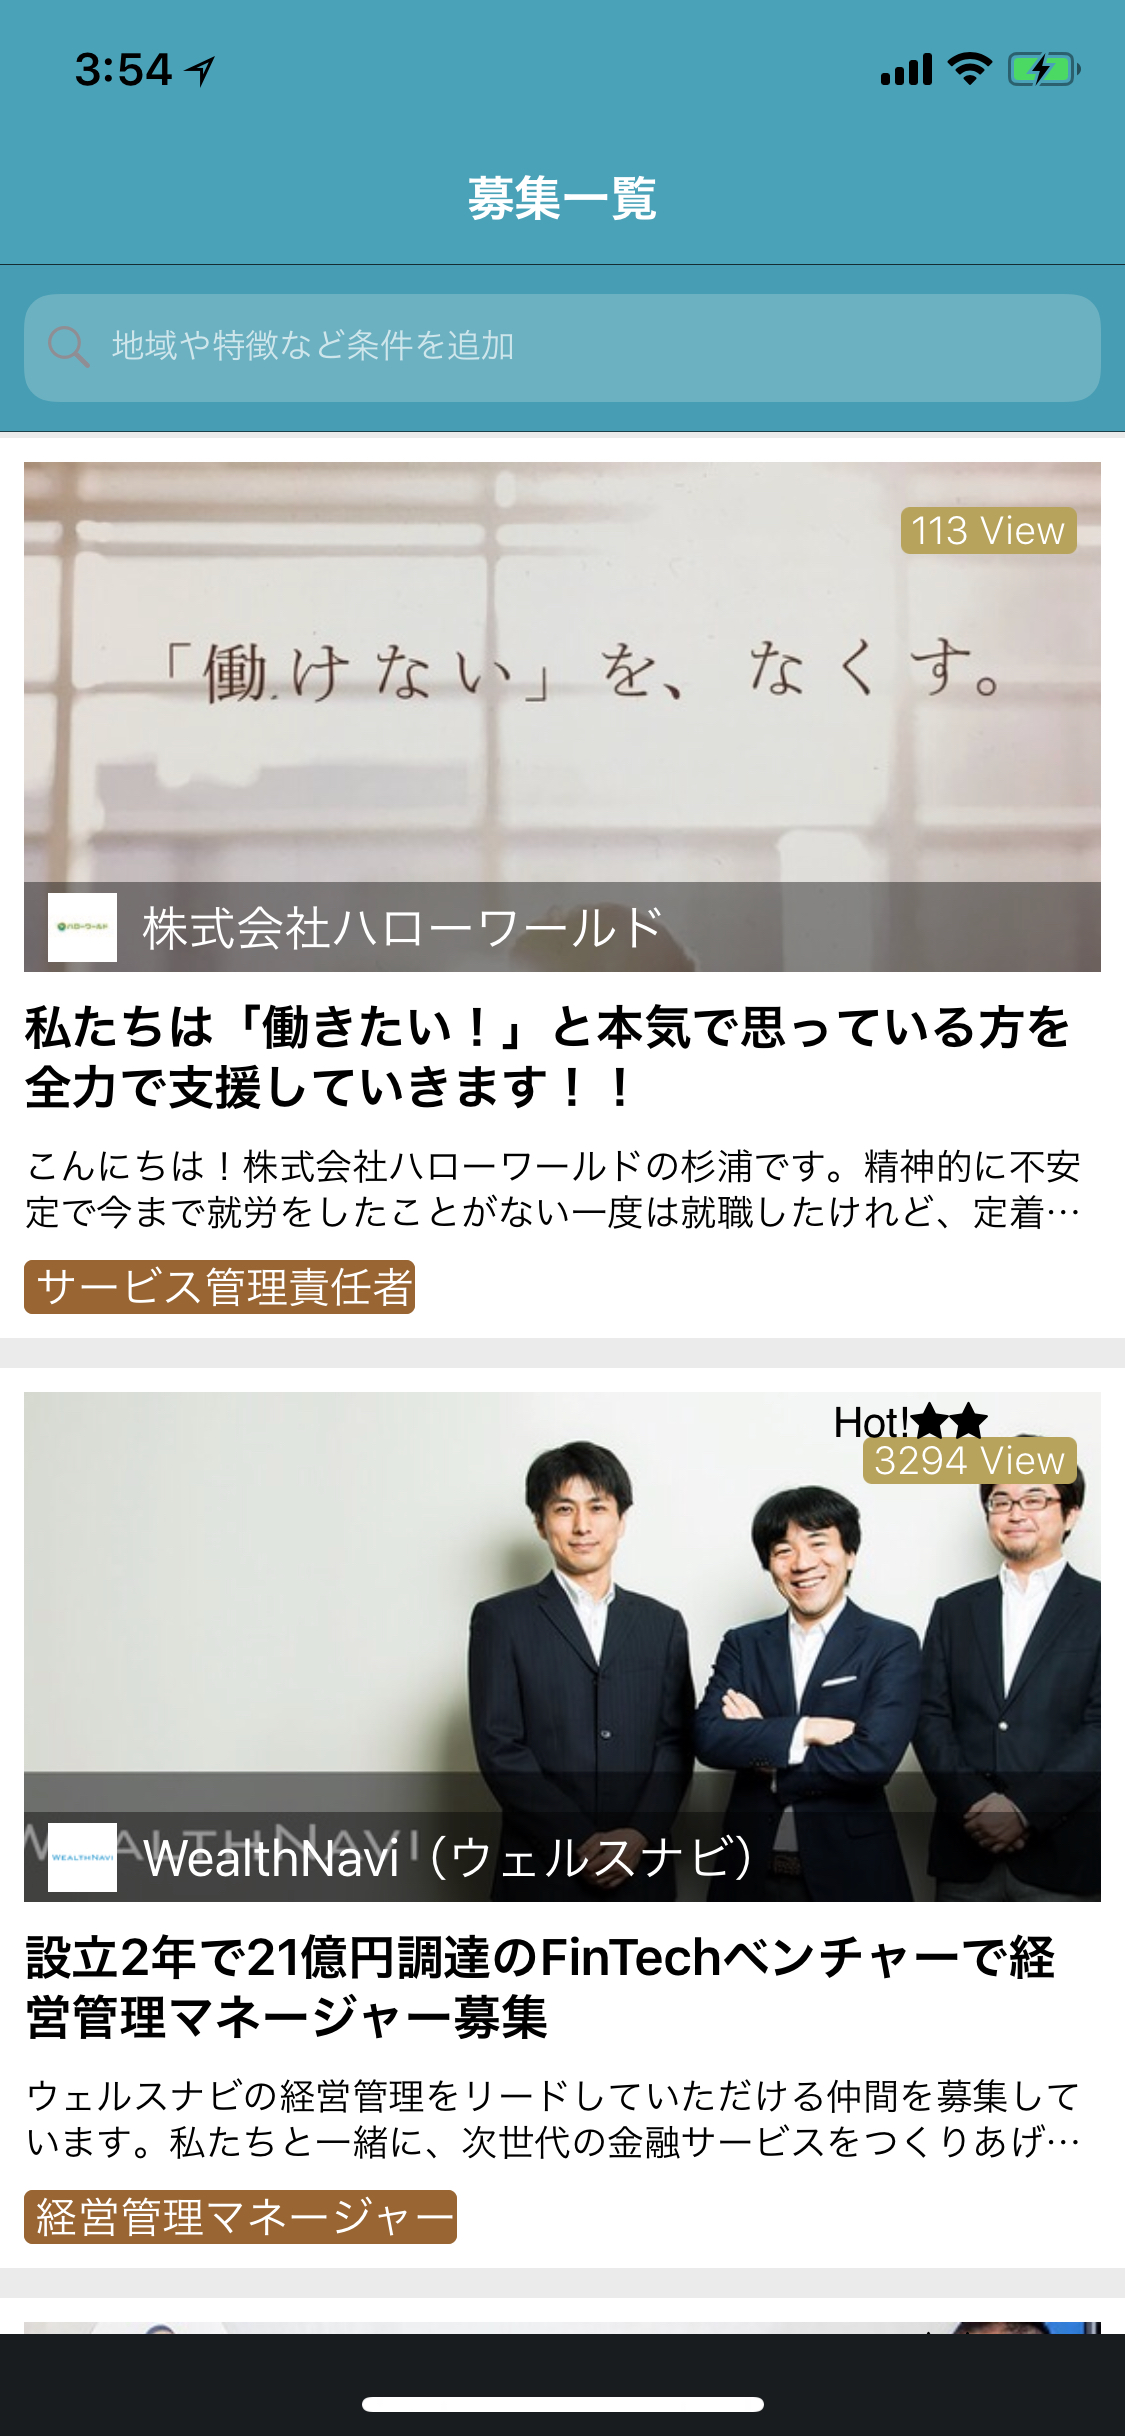 3:54
募集一覧
地域や特徴など条件を追加
113 View
「働けない」を、なくす。
ハローワールド
株式会社ハローワールド
私たちは「働きたい！」と本気で思っている方を
全力で支援していきます！！
こんにちは！株式会社ハローワールドの杉浦です。精神的に不安
定で今まで就労をしたことがない一度は就職したけれど、定着…
サービス管理責任者
Hot!★★
3294 View
WEALTHNAVI
WEALTHNAVI
WealthNavi（ウェルスナビ）
設立2年で21億円調達のFinTechベンチャーで経
営管理マネージャー募集
ウェルスナビの経営管理をリードしていただける仲間を募集して
います。私たちと一緒に、次世代の金融サービスをつくりあげ…
経営管理マネージャー